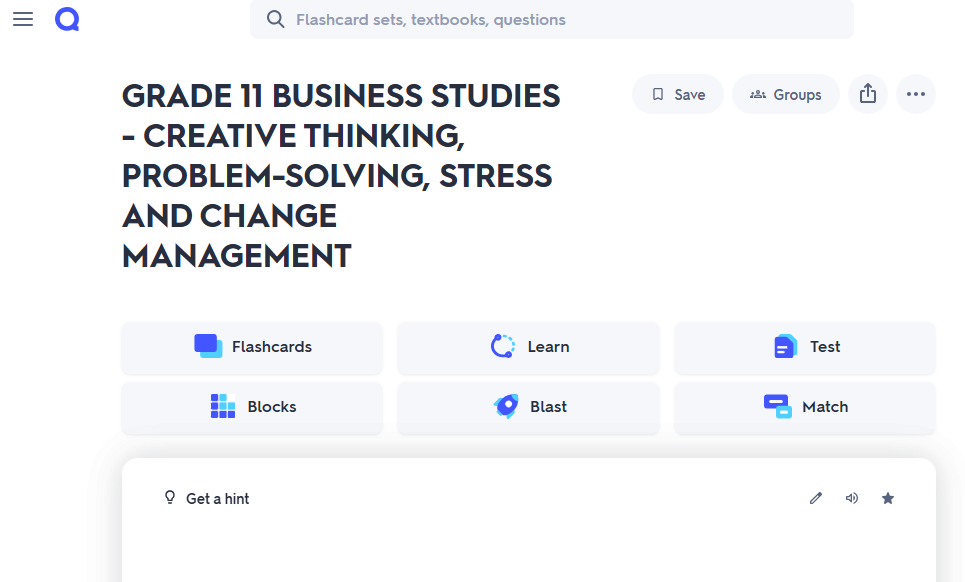 Flashcard sets, textbooks, questions
GRADE 11 BUSINESS STUDIES
- CREATIVE THINKING,
PROBLEM-SOLVING, STRESS
AND CHANGE
MANAGEMENT
Save
Groups
Flashcards
Learn
Test
Blocks
Blast
Match
Get a hint